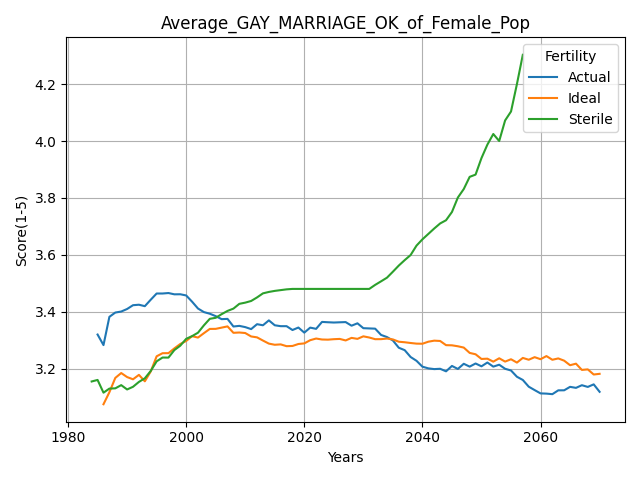 Average_GAY_MARRIAGE_OK_of_Female_Pop
Fertility
Actual
Ideal
Sterile
4.2
4.0
3.8
3.6
3.4
3.2
Score(1-5)
1980 2000 2020 2040 2060
Years